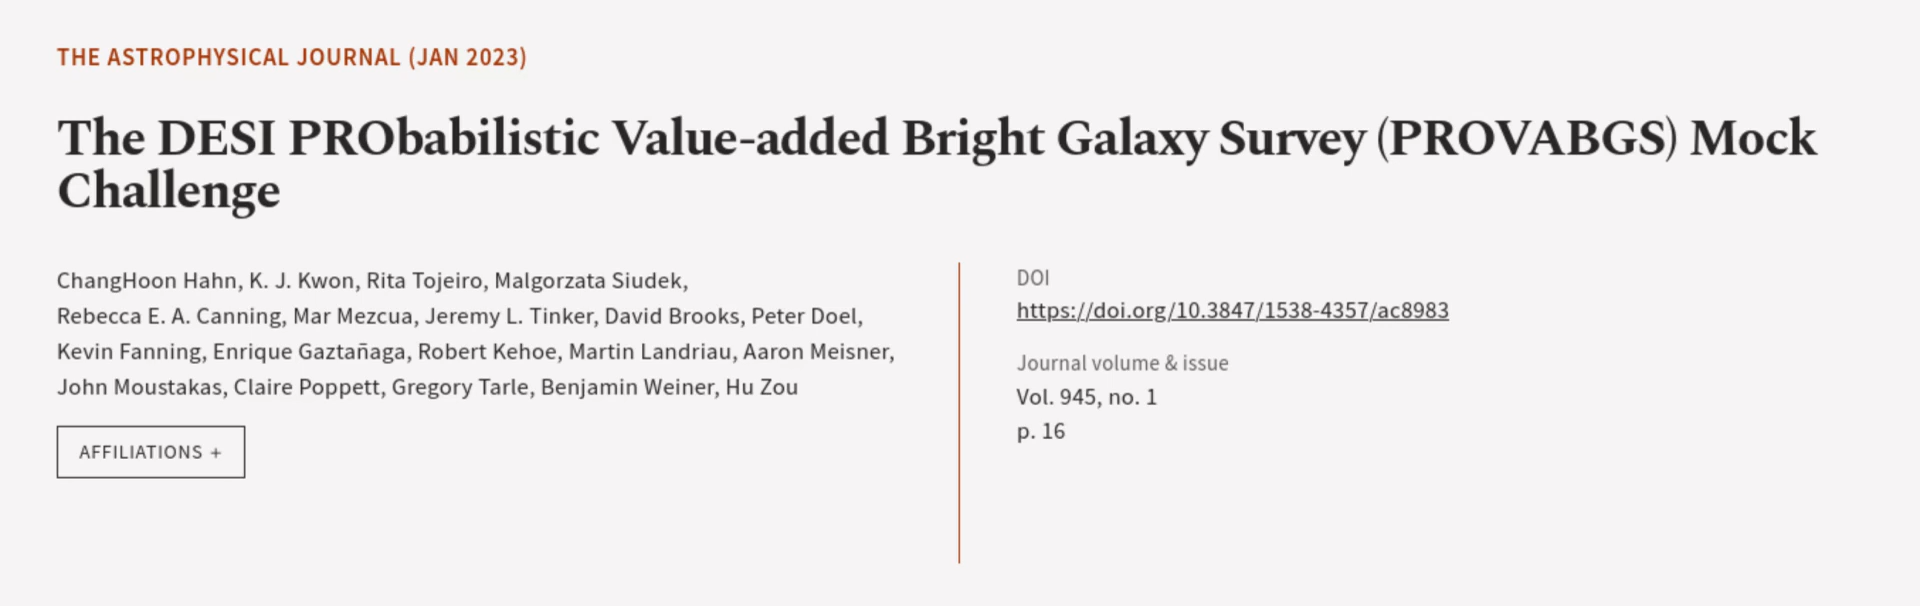 THE ASTROPHYSICAL JOURNAL (JAN 2023)
The DESI PRObabilistic Value-added Bright Galaxy Survey (PROVABGS) Mock
Challenge
ChangHoon Hahn, K. J. Kwon, Rita Tojeiro, Malgorzata Siudek,
Rebecca E. A. Canning, Mar Mezcua, Jeremy L. Tinker, David Brooks, Peter Doel,
Kevin Fanning, Enrique Gaztañaga, Robert Kehoe, Martin Landriau, Aaron Meisner,
John Moustakas, Claire Poppett, Gregory Tarle, Benjamin Weiner, Hu Zou
AFFILIATIONS +
DOI
https://doi.org/10.3847/1538-4357/ac8983
Journal volume & issue
Vol. 945, no. 1
p. 16